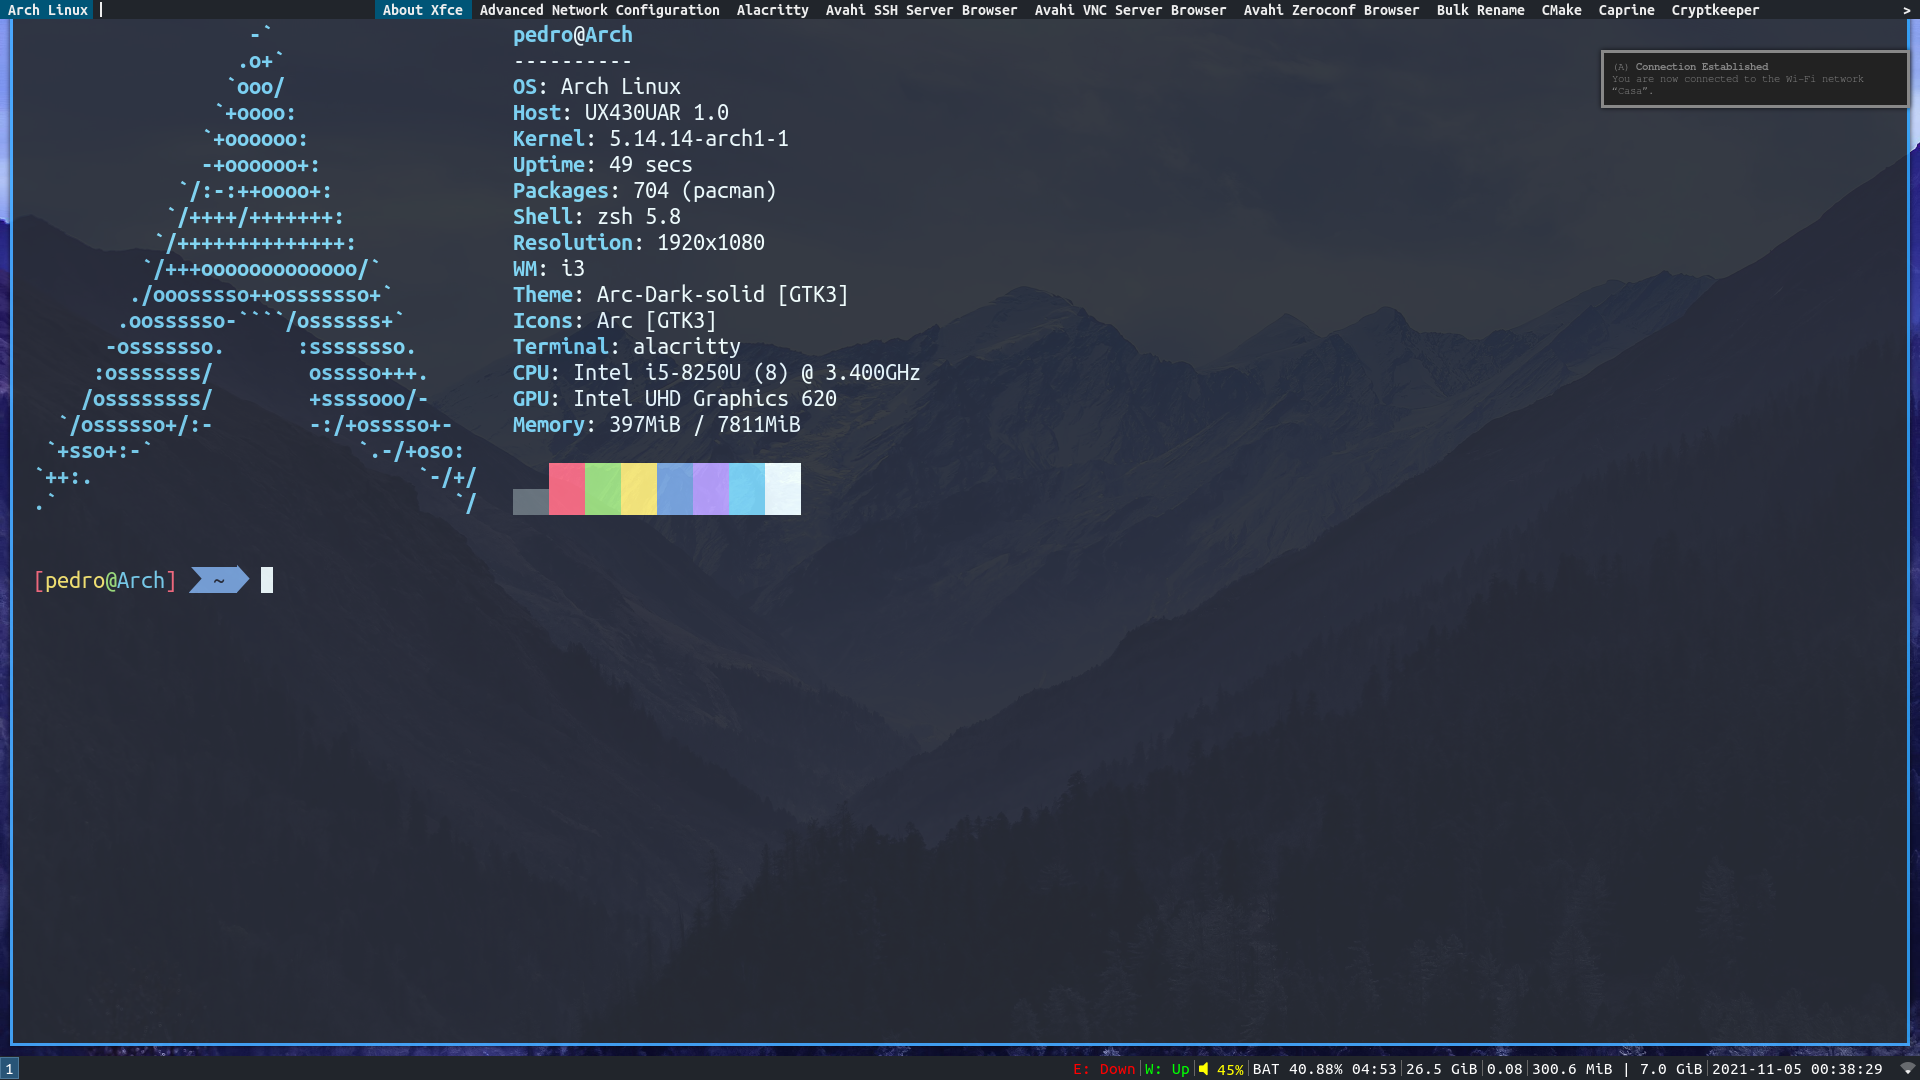 Arch Linux About Xfce Advanced Network Configuration Alacritty Avahi SSH Server Browser Avahi VNC Server Browser Avahi Zeroconf Browser Bulk Rename CMake Caprine Cryptkeeper >
(A) Connection Established
You are now connected to the Wi-Fi network
“Casa”.
                  -`
                 .o+`
                `ooo/
               `+oooo:
              `+oooooo:
              -+oooooo+:
            `/:-:++oooo+:
           `/++++/+++++++:
          `/++++++++++++++:
         `/+++ooooooooooooo/`
        ./ooosssso++osssssso+`
       .oossssso-````/ossssss+`
      -osssssso.      :ssssssso.
     :osssssss/        osssso+++.
    /ossssssss/        +ssssooo/-
  `/ossssso+/:-        -:/+osssso+-
 `+sso+:-`                 `.-/+oso:
`++:.                           `-/+/
.`                                 `/
pedro@Arch
----------
OS: Arch Linux
Host: UX430UAR 1.0
Kernel: 5.14.14-arch1-1
Uptime: 49 secs
Packages: 704 (pacman)
Shell: zsh 5.8
Resolution: 1920x1080
WM: i3
Theme: Arc-Dark-solid [GTK3]
Icons: Arc [GTK3]
Terminal: alacritty
CPU: Intel i5-8250U (8) @ 3.400GHz
GPU: Intel UHD Graphics 620
Memory: 397MiB / 7811MiB
[pedro@Arch] ~
1 E: Down W: Up 45% BAT 40.88% 04:53 26.5 GiB 0.08 300.6 MiB | 7.0 GiB 2021-11-05 00:38:29